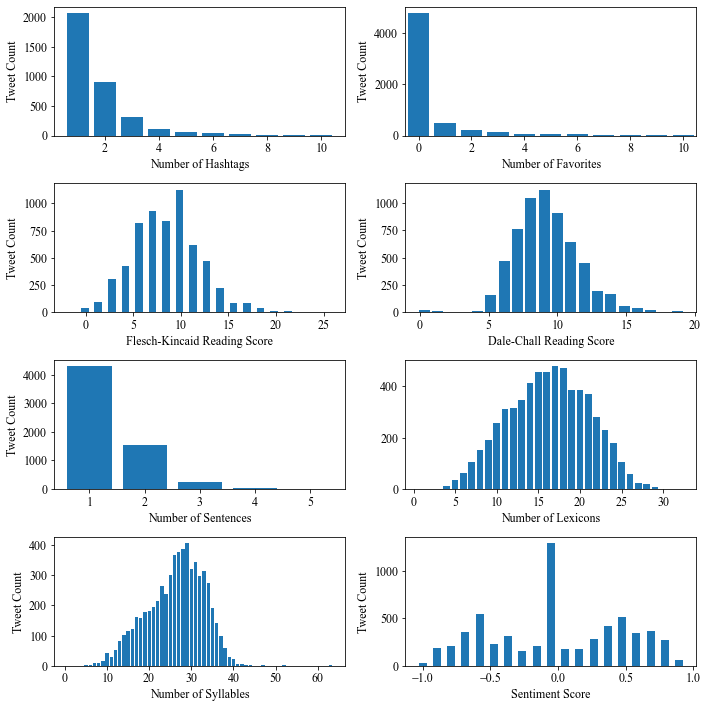 2000
1500
1000
500
0
Tweet Count
2 4 6 8 10
Number of Hashtags
4000
2000
0
Tweet Count
0 2 4 6 8 10
Number of Favorites
1000
750
500
250
0
Tweet Count
0 5 10 15 20 25
Flesch-Kincaid Reading Score
1000
750
500
250
0
Tweet Count
0 5 10 15 20
Dale-Chall Reading Score
4000
3000
2000
1000
0
Tweet Count
1 2 3 4 5
Number of Sentences
400
200
0
Tweet Count
0 5 10 15 20 25 30
Number of Lexicons
400
300
200
100
0
Tweet Count
0 10 20 30 40 50 60
Number of Syllables
1000
500
0
Tweet Count
−1.0 −0.5 0.0 0.5 1.0
Sentiment Score